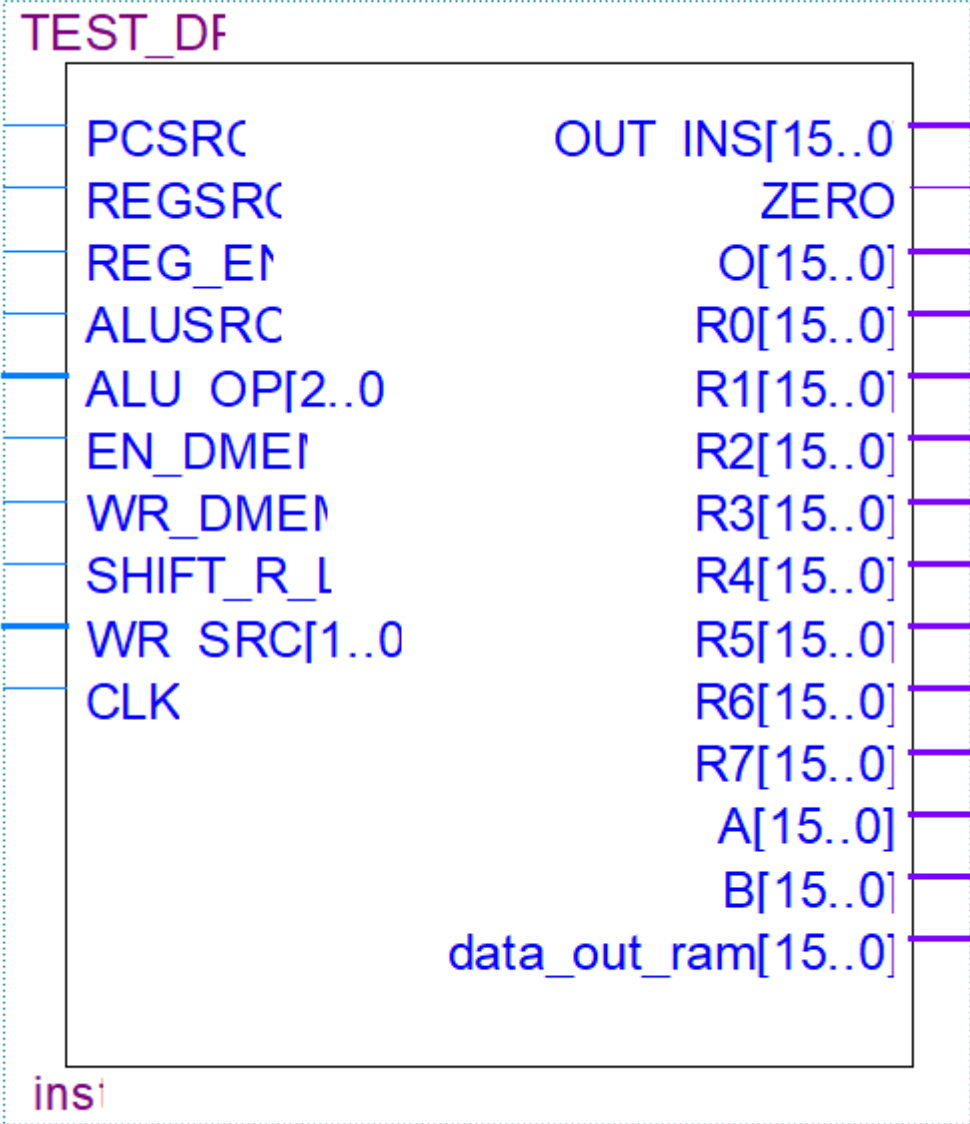 TEST_DP
PCSRC OUT_INS[15..0]
REGSRC ZERO
REG_EN O[15..0]
ALUSRC R0[15..0]
ALU_OP[2..0] R1[15..0]
EN_DMEM R2[15..0]
WR_DMEM R3[15..0]
SHIFT_R_L R4[15..0]
WR_SRC[1..0] R5[15..0]
CLK R6[15..0]
R7[15..0]
A[15..0]
B[15..0]
data_out_ram[15..0]
inst